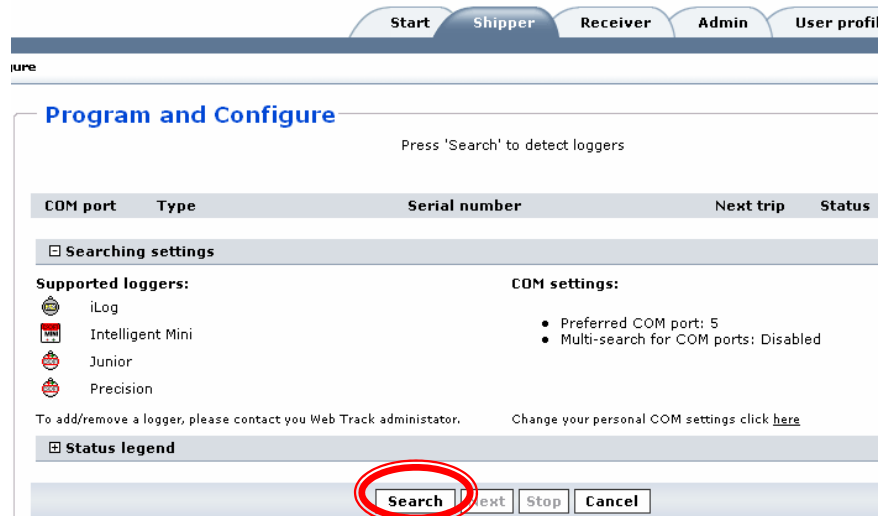 Start Shipper Receiver Admin User profil
ure
Program and Configure
Press 'Search' to detect loggers
COM port Type Serial number Next trip Status
Searching settings
Supported loggers: COM settings:
iLog
Intelligent Mini
Junior
Precision
• Preferred COM port: 5
• Multi-search for COM ports: Disabled
To add/remove a logger, please contact you Web Track administator. Change your personal COM settings click here
Status legend
Search Next Stop Cancel